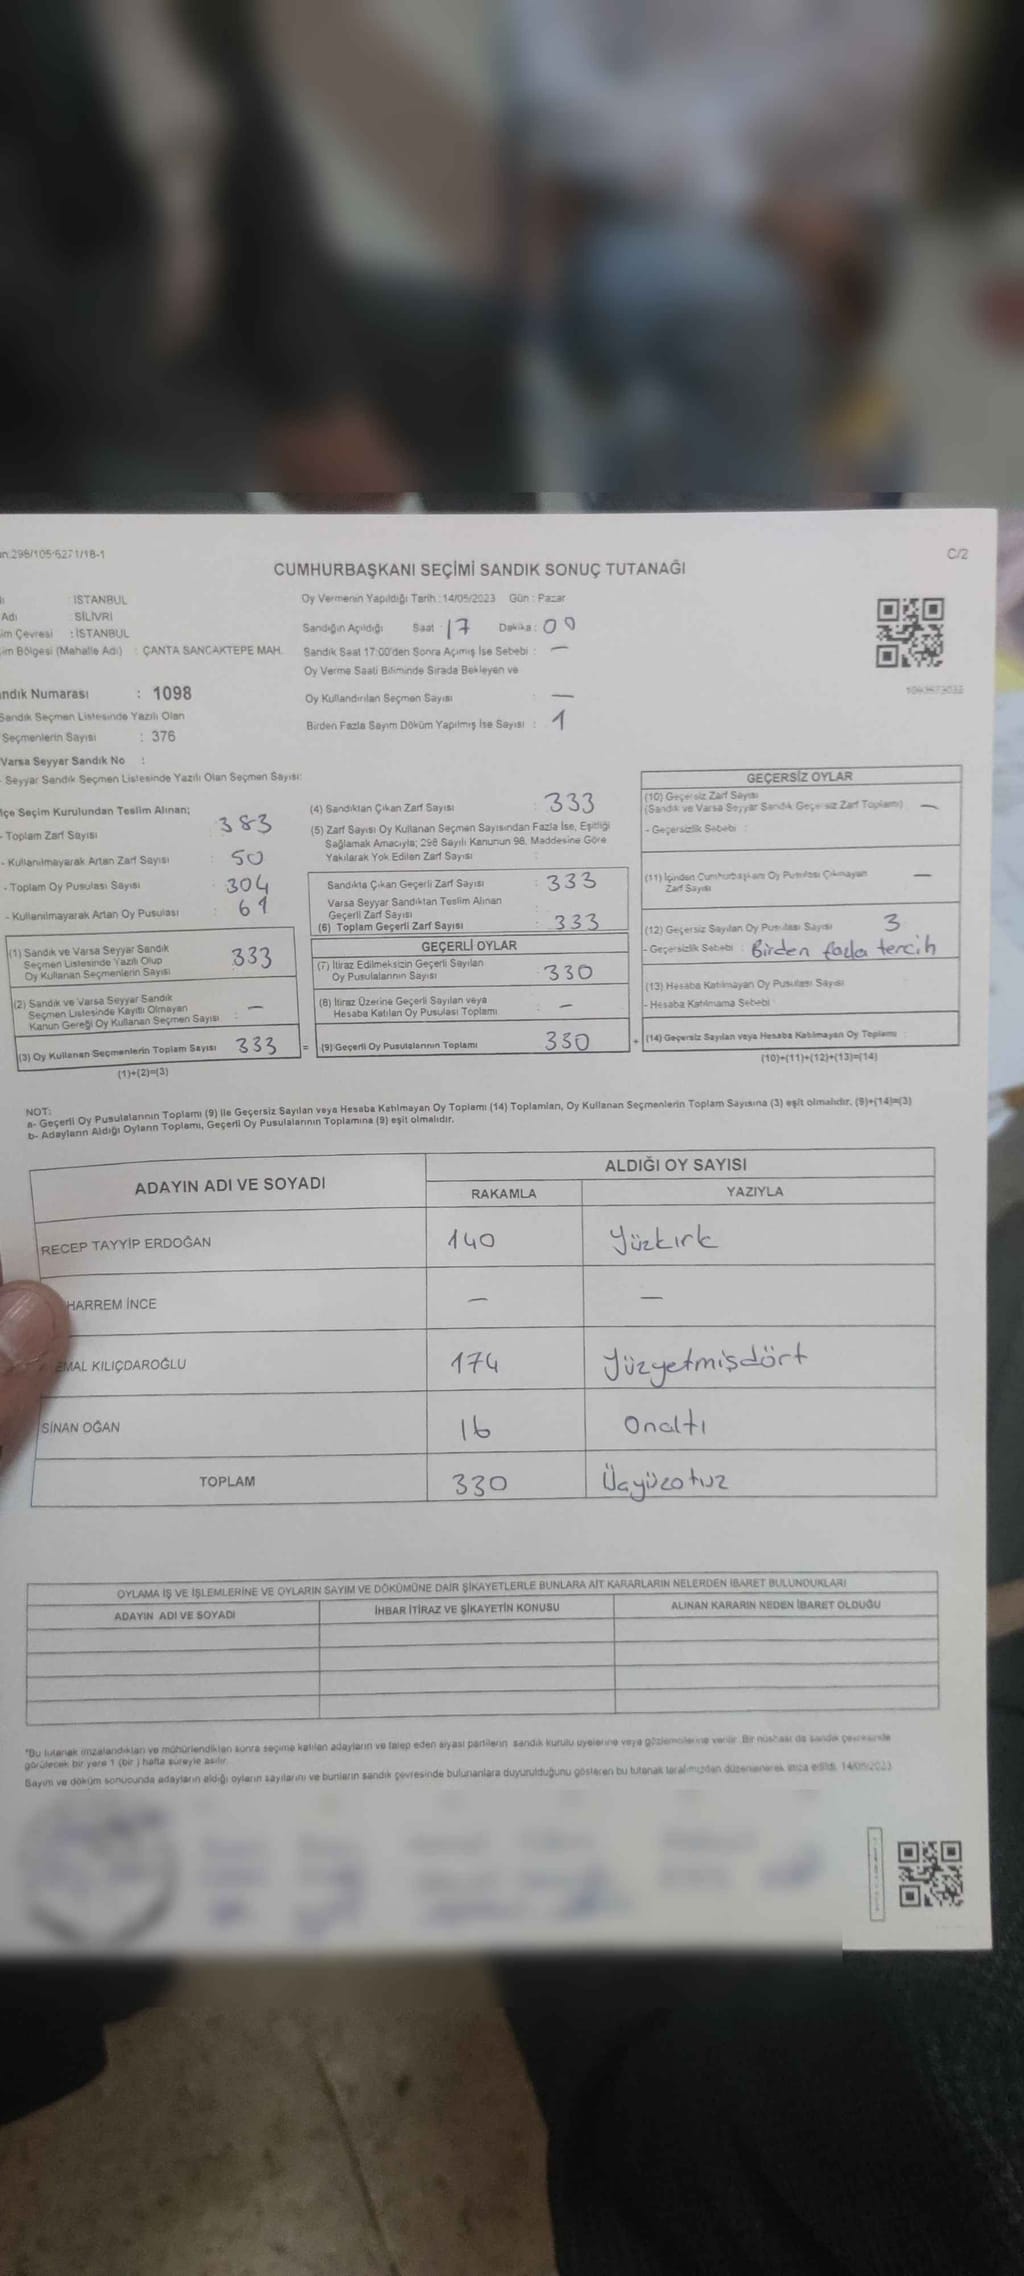 298/105-6271/18-1
C/2
CUMHURBAŞKANI SEÇİMİ SANDIK SONUÇ TUTANAĞI
: İSTANBUL
Adı : SİLİVRİ
im Çevresi : İSTANBUL
im Bölgesi (Mahalle Adı) : ÇANTA SANCAKTEPE MAH.
ndık Numarası : 1098
Sandık Seçmen Listesinde Yazılı Olan
Seçmenlerin Sayısı : 376
Varsa Seyyar Sandık No :
- Seyyar Sandık Seçmen Listesinde Yazılı Olan Seçmen Sayısı:
Oy Vermenin Yapıldığı Tarih : 14/05/2023 Gün : Pazar
Sandığın Açıldığı Saat : 17 Dakika : 00
Sandık Saat 17:00'den Sonra Açımış İse Sebebi : —
Oy Verme Saati Bitiminde Sırada Bekleyen ve
Oy Kullandırılan Seçmen Sayısı : —
Birden Fazla Sayım Döküm Yapılmış İse Sayısı : 1
lçe Seçim Kurulundan Teslim Alınan;
- Toplam Zarf Sayısı : 383
- Kullanılmayarak Artan Zarf Sayısı : 50
- Toplam Oy Pusulası Sayısı : 304
- Kullanılmayarak Artan Oy Pusulası : 61
(1) Sandık ve Varsa Seyyar Sandık
Seçmen Listesinde Yazılı Olup
Oy Kullanan Seçmenlerin Sayısı : 333
(2) Sandık ve Varsa Seyyar Sandık
Seçmen Listesinde Kayıtlı Olmayan
Kanun Gereği Oy Kullanan Seçmen Sayısı : —
(3) Oy Kullanan Seçmenlerin Toplam Sayısı 333
(1)+(2)=(3)
(4) Sandıktan Çıkan Zarf Sayısı : 333
(5) Zarf Sayısı Oy Kullanan Seçmen Sayısından Fazla İse, Eşitliği
Sağlamak Amacıyla; 298 Sayılı Kanunun 98. Maddesine Göre
Yakılarak Yok Edilen Zarf Sayısı :
Sandıkta Çıkan Geçerli Zarf Sayısı : 333
Varsa Seyyar Sandıktan Teslim Alınan
Geçerli Zarf Sayısı :
(6) Toplam Geçerli Zarf Sayısı : 333
GEÇERLİ OYLAR
(7) İtiraz Edilmeksizin Geçerli Sayılan
Oy Pusulalarının Sayısı : 330
(8) İtiraz Üzerine Geçerli Sayılan veya
Hesaba Katılan Oy Pusulası Toplamı : —
= (9) Geçerli Oy Pusulalarının Toplamı 330
GEÇERSİZ OYLAR
(10) Geçersiz Zarf Sayısı
(Sandık ve Varsa Seyyar Sandık Geçersiz Zarf Toplamı) —
- Geçersizlik Sebebi :
(11) İçinden Cumhurbaşkanı Oy Pusulası Çıkmayan
Zarf Sayısı —
(12) Geçersiz Sayılan Oy Pusulası Sayısı 3
- Geçersizlik Sebebi : Birden fazla tercih
(13) Hesaba Katılmayan Oy Pusulası Sayısı
- Hesaba Katılmama Sebebi
+ (14) Geçersiz Sayılan veya Hesaba Katılmayan Oy Toplamı :
(10)+(11)+(12)+(13)=(14)
NOT:
a- Geçerli Oy Pusulalarının Toplamı (9) ile Geçersiz Sayılan veya Hesaba Katılmayan Oy Toplamı (14) Toplamları, Oy Kullanan Seçmenlerin Toplam Sayısına (3) eşit olmalıdır. (9)+(14)=(3)
b- Adayların Aldığı Oyların Toplamı, Geçerli Oy Pusulalarının Toplamına (9) eşit olmalıdır.
ADAYIN ADI VE SOYADI
ALDIĞI OY SAYISI
RAKAMLA YAZIYLA
RECEP TAYYİP ERDOĞAN 140 Yüzkırk
HARREM İNCE — —
EMAL KILIÇDAROĞLU 174 Yüzyetmişdört
SİNAN OĞAN 16 Onaltı
TOPLAM 330 Üçyüzotuz
OYLAMA İŞ VE İŞLEMLERİNE VE OYLARIN SAYIM VE DÖKÜMÜNE DAİR ŞİKAYETLERLE BUNLARA AİT KARARLARIN NELERDEN İBARET BULUNDUKLARI
ADAYIN ADI VE SOYADI İHBAR İTİRAZ VE ŞİKAYETİN KONUSU ALINAN KARARIN NEDEN İBARET OLDUĞU
*Bu tutanak imzalandıktan ve mühürlendikten sonra seçime katılan adayların ve talep eden siyasi partilerin sandık kurulu üyelerine veya gözlemcilerine verilir. Bir nüshası da sandık çevresinde
görülecek bir yere 1 (bir ) hafta süreyle asılır.
Sayım ve döküm sonucunda adayların aldığı oyların sayılarını ve bunların sandık çevresinde bulunanlara duyurulduğunu gösteren bu tutanak tarafımızdan düzenlenerek imza edildi. 14/05/2023